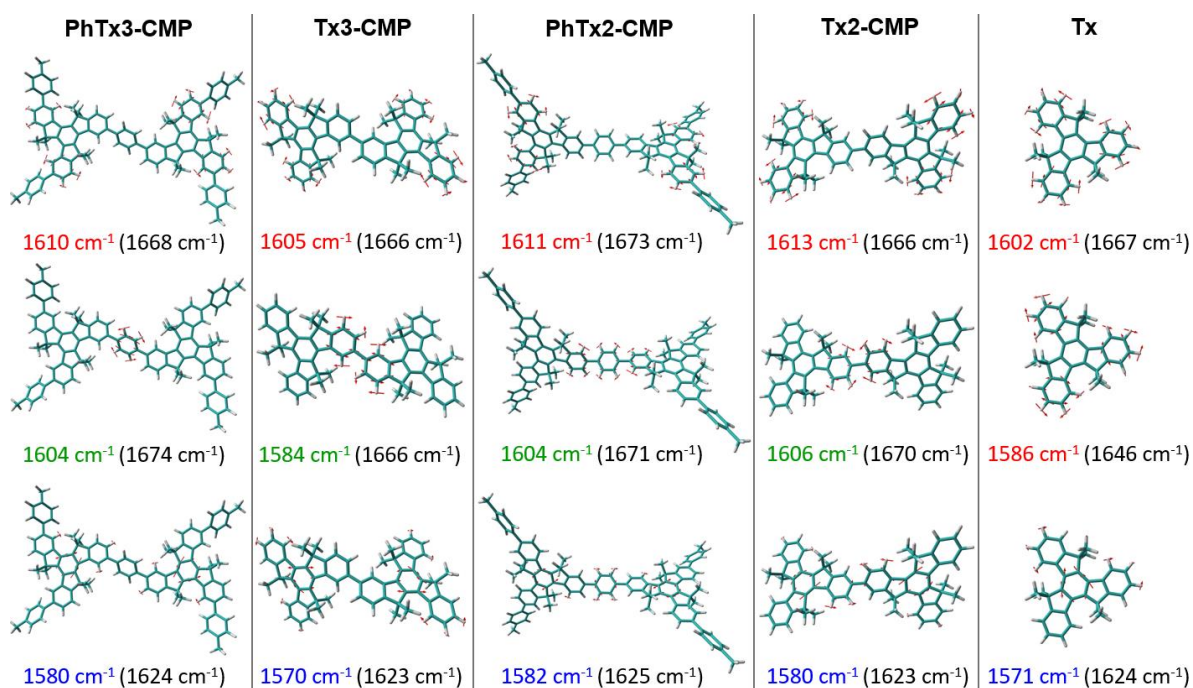 PhTx3-CMP Tx3-CMP PhTx2-CMP Tx2-CMP Tx
1610 cm⁻¹ (1668 cm⁻¹) 1605 cm⁻¹ (1666 cm⁻¹) 1611 cm⁻¹ (1673 cm⁻¹) 1613 cm⁻¹ (1666 cm⁻¹) 1602 cm⁻¹ (1667 cm⁻¹)
1604 cm⁻¹ (1674 cm⁻¹) 1584 cm⁻¹ (1666 cm⁻¹) 1604 cm⁻¹ (1671 cm⁻¹) 1606 cm⁻¹ (1670 cm⁻¹) 1586 cm⁻¹ (1646 cm⁻¹)
1580 cm⁻¹ (1624 cm⁻¹) 1570 cm⁻¹ (1623 cm⁻¹) 1582 cm⁻¹ (1625 cm⁻¹) 1580 cm⁻¹ (1623 cm⁻¹) 1571 cm⁻¹ (1624 cm⁻¹)